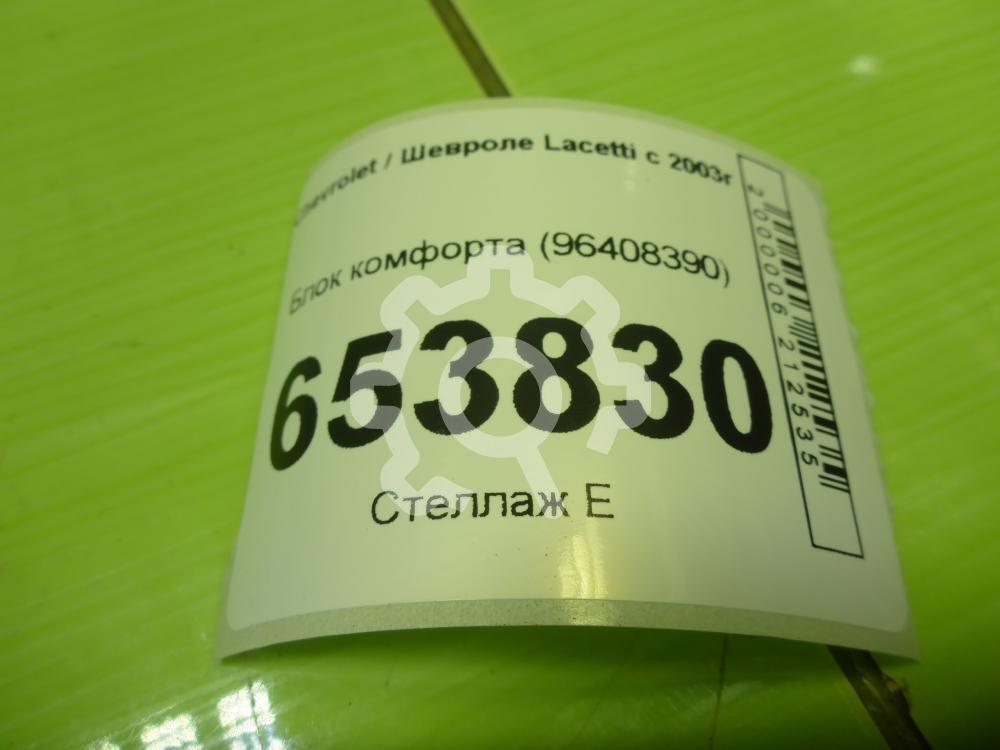 Chevrolet / Шевроле Lacetti с 2003г
Блок комфорта (96408390)
653830
Стеллаж Е
2000006212535